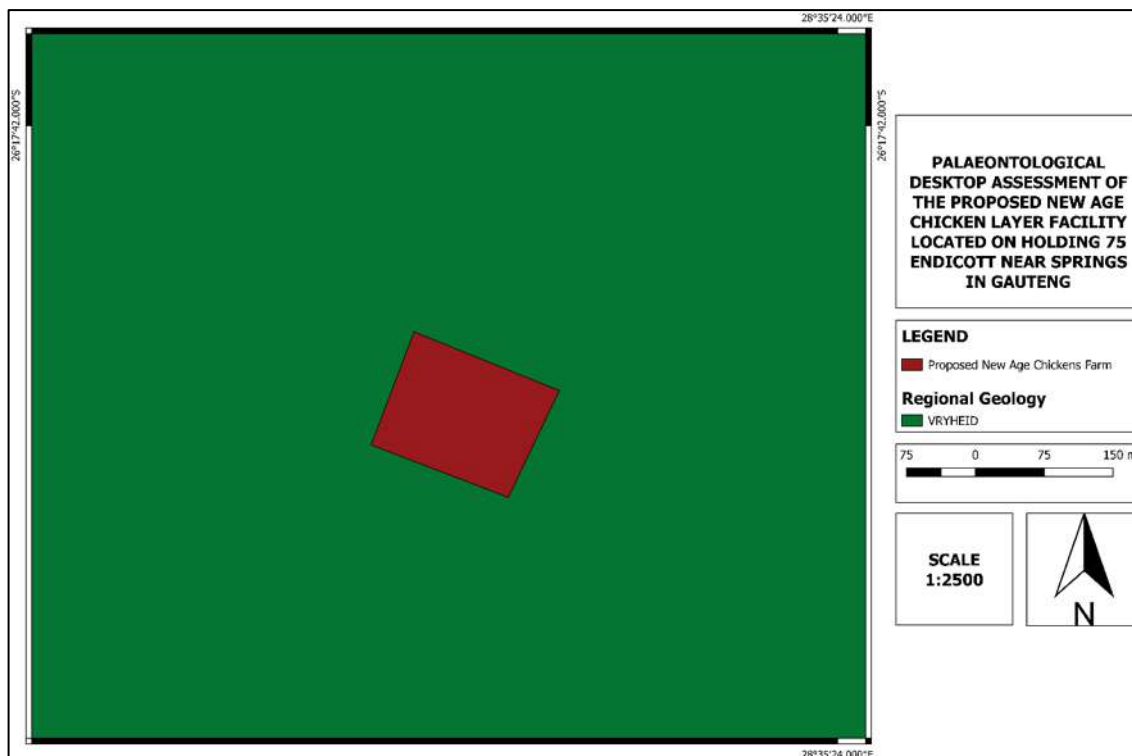 28°35'24.000"E
26°17'42.000"S
26°17'42.000"S
PALAEONTOLOGICAL
DESKTOP ASSESSMENT OF
THE PROPOSED NEW AGE
CHICKEN LAYER FACILITY
LOCATED ON HOLDING 75
ENDICOTT NEAR SPRINGS
IN GAUTENG
LEGEND
Proposed New Age Chickens Farm
Regional Geology
VRYHEID
75 0 75 150 m
SCALE
1:2500
N
28°35'24.000"E